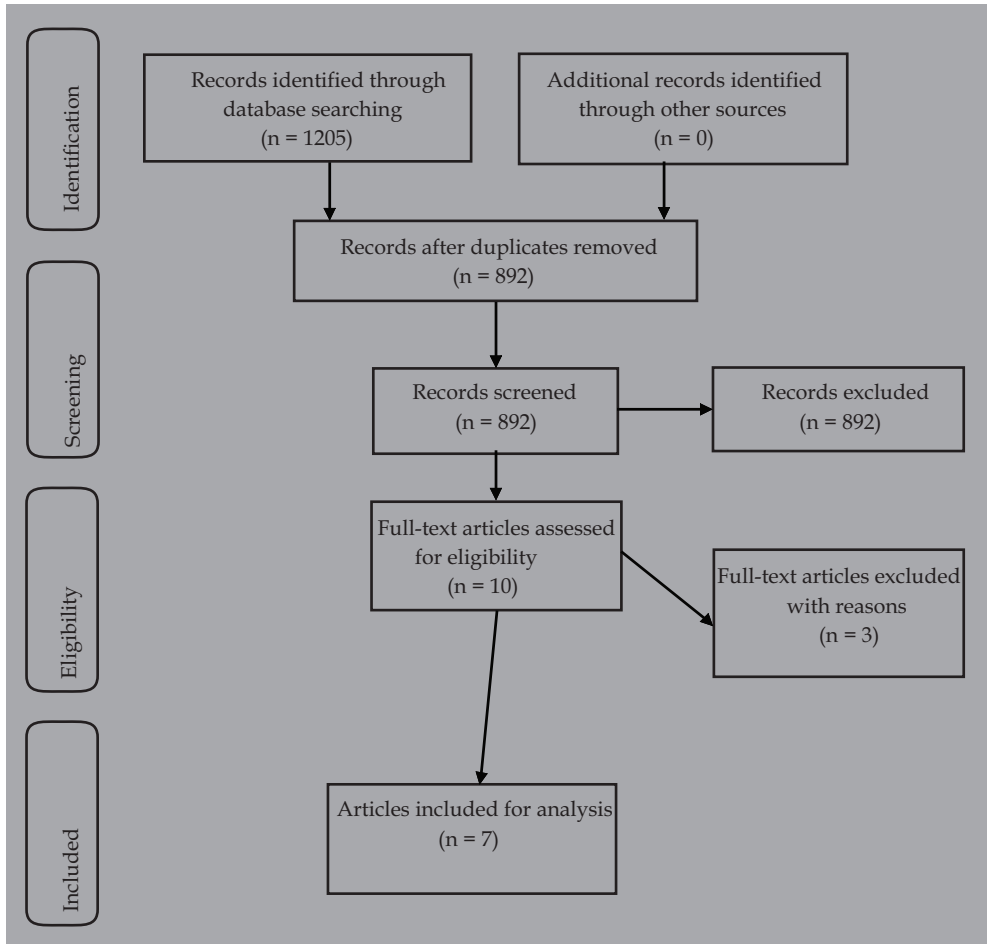 Identification
Records identified through
database searching
(n = 1205)
Additional records identified
through other sources
(n = 0)
Records after duplicates removed
(n = 892)
Screening
Records screened
(n = 892)
Records excluded
(n = 892)
Eligibility
Full-text articles assessed
for eligibility
(n = 10)
Full-text articles excluded
with reasons
(n = 3)
Included
Articles included for analysis
(n = 7)